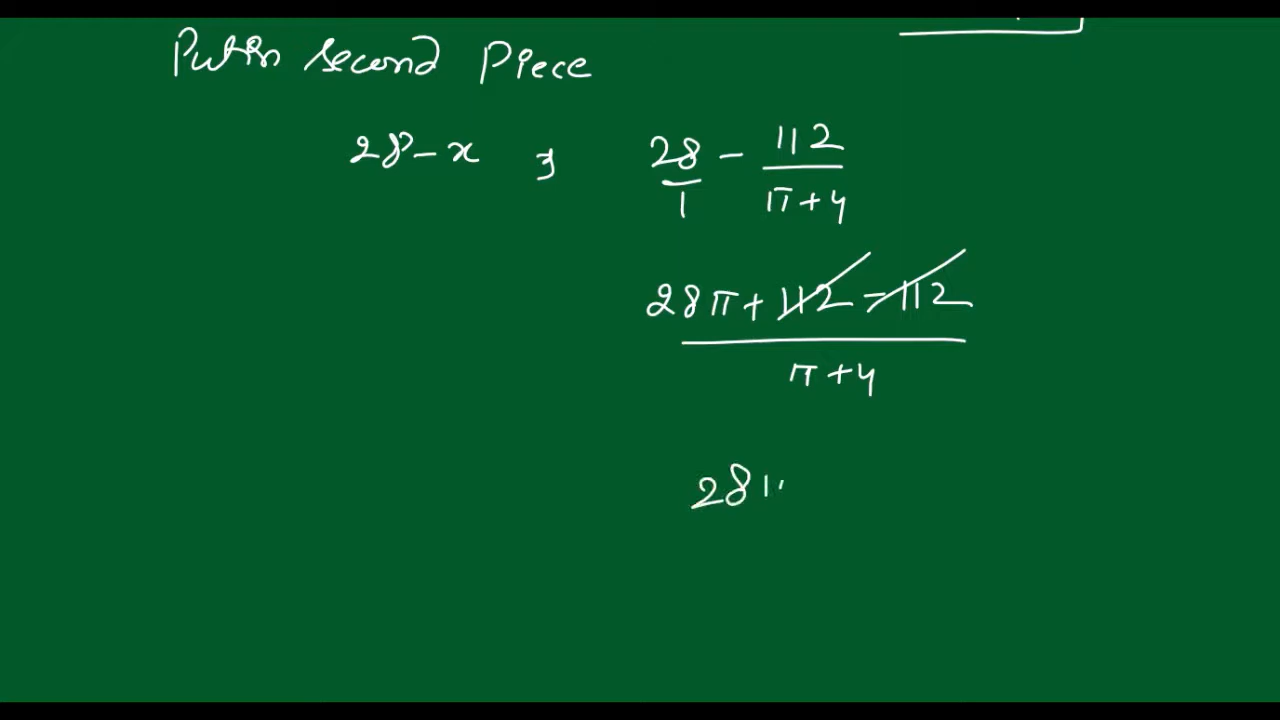 Put in second Piece
28 - x , 28/1 - 112/(π+4)
(28π + 112 - 112)/(π+4)
28